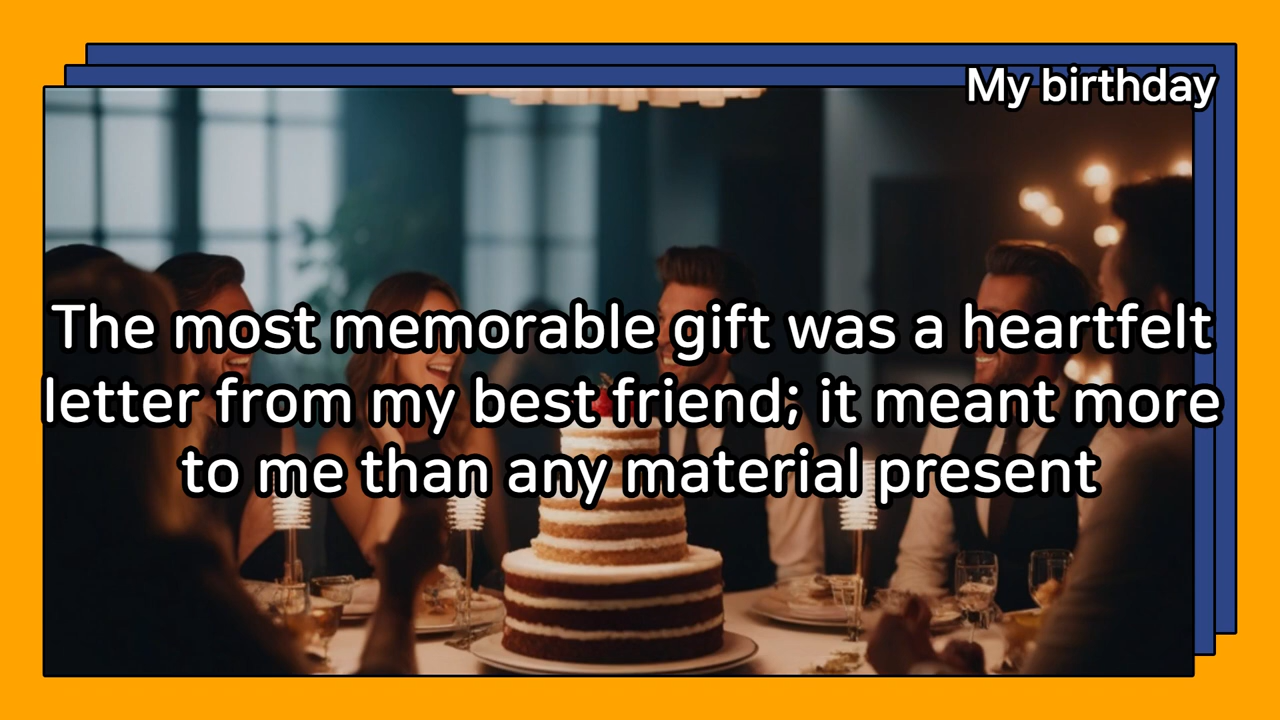 My birthday
The most memorable gift was a heartfelt
letter from my best friend; it meant more
to me than any material present